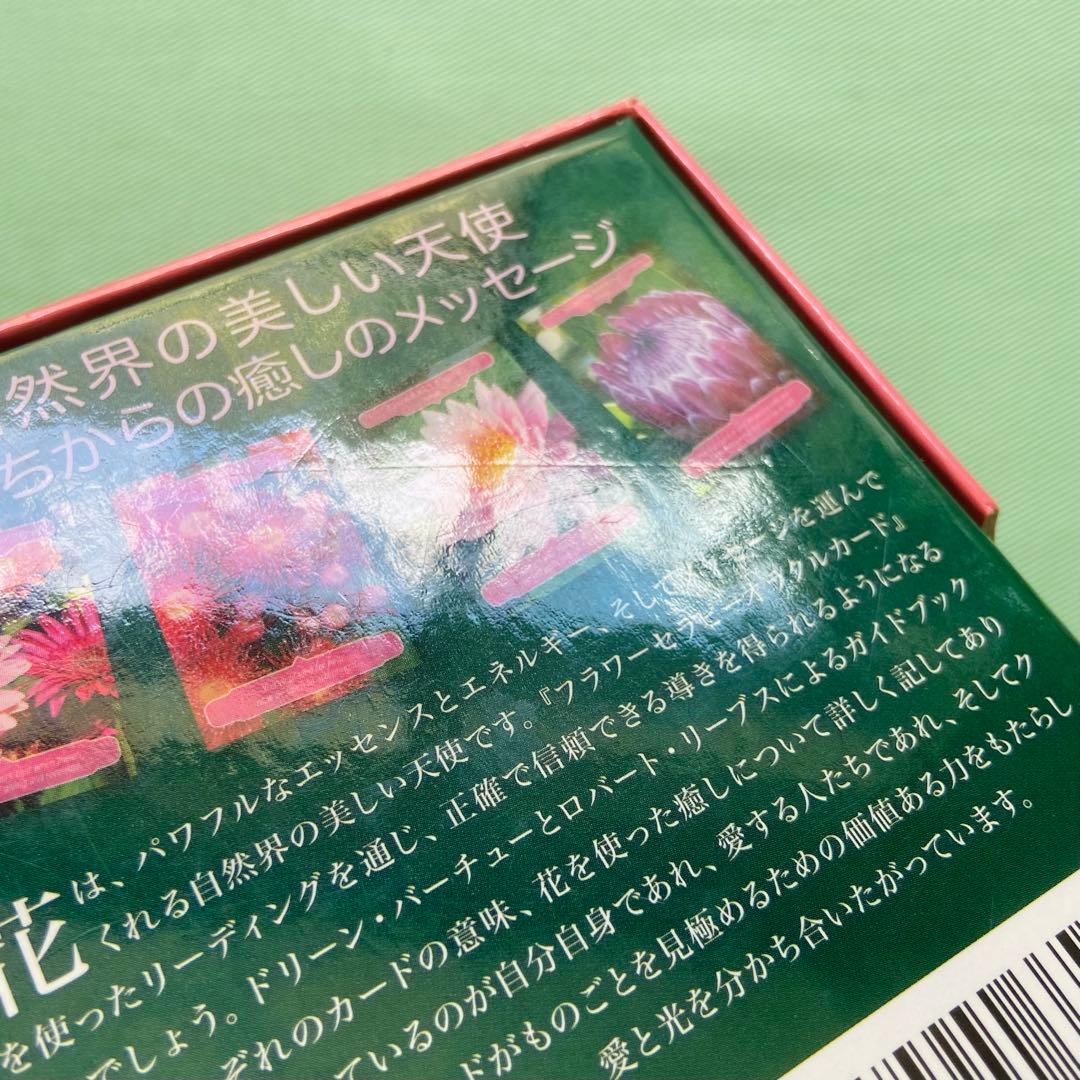 然界の美しい天使
ちからの癒しのメッセージ
花
は、パワフルなエッセンスとエネルギー、そしてメッセージを運んで
くれる自然界の美しい天使です。『フラワーセラピーオラクルカード』
を使ったリーディングを通じ、正確で信頼できる導きを得られるようになる
でしょう。ドリーン・バーチューとロバート・リーブスによるガイドブック
ぞれのカードの意味、花を使った癒しについて詳しく記してあり
ているのが自分自身であれ、愛する人たちであれ、そしてク
ドがものごとを見極めるための価値ある力をもたらし
愛と光を分かち合いたがっています。